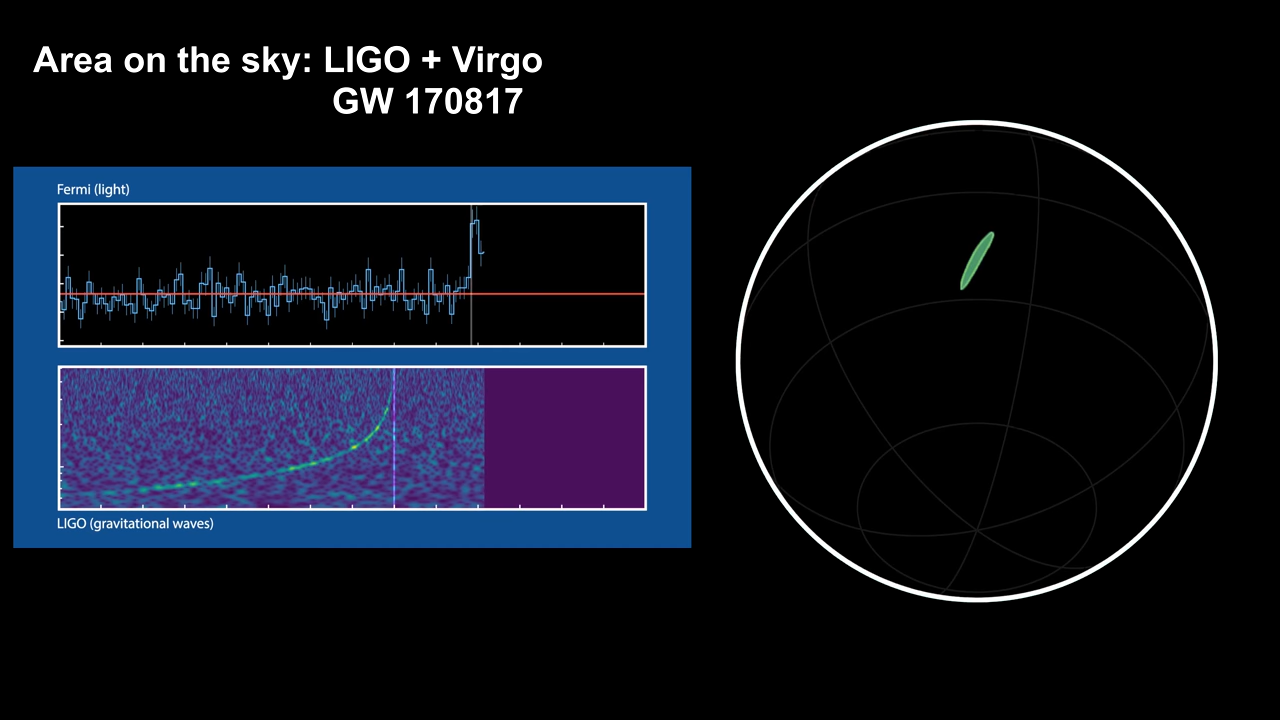 Area on the sky: LIGO + Virgo
GW 170817
Fermi (light)
LIGO (gravitational waves)